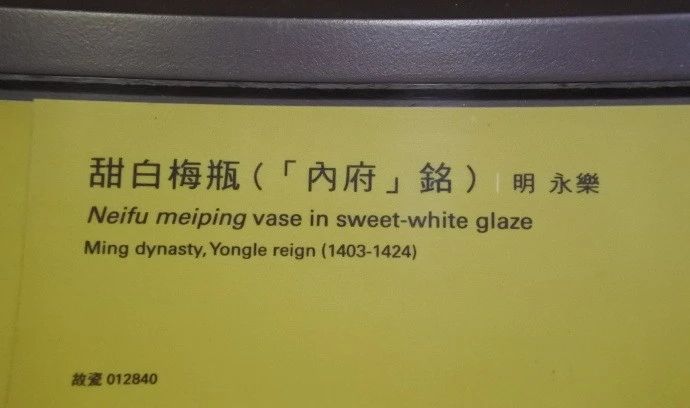 甜白梅瓶(「內府」銘) | 明 永樂
Neifu meiping vase in sweet-white glaze
Ming dynasty, Yongle reign (1403-1424)
故瓷 012840